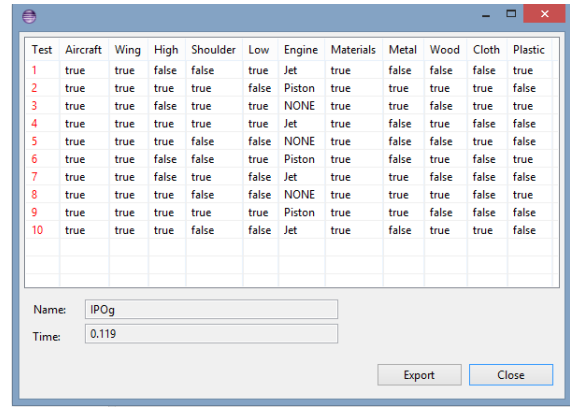 Test Aircraft Wing High Shoulder Low Engine Materials Metal Wood Cloth Plastic
1 true true false false true Jet true false false false true
2 true true true true false Piston true true true true false
3 true true false true true NONE true true false true false
4 true true true true true Jet true false true false true
5 true true true false false NONE true false false true false
6 true true false false true Piston true true false false true
7 true true false true false Jet true true false false false
8 true true true false false NONE true true true false true
9 true true true true true Piston true true false false false
10 true true true false false Jet true false true true false
Name: IPOg
Time: 0.119
Export Close